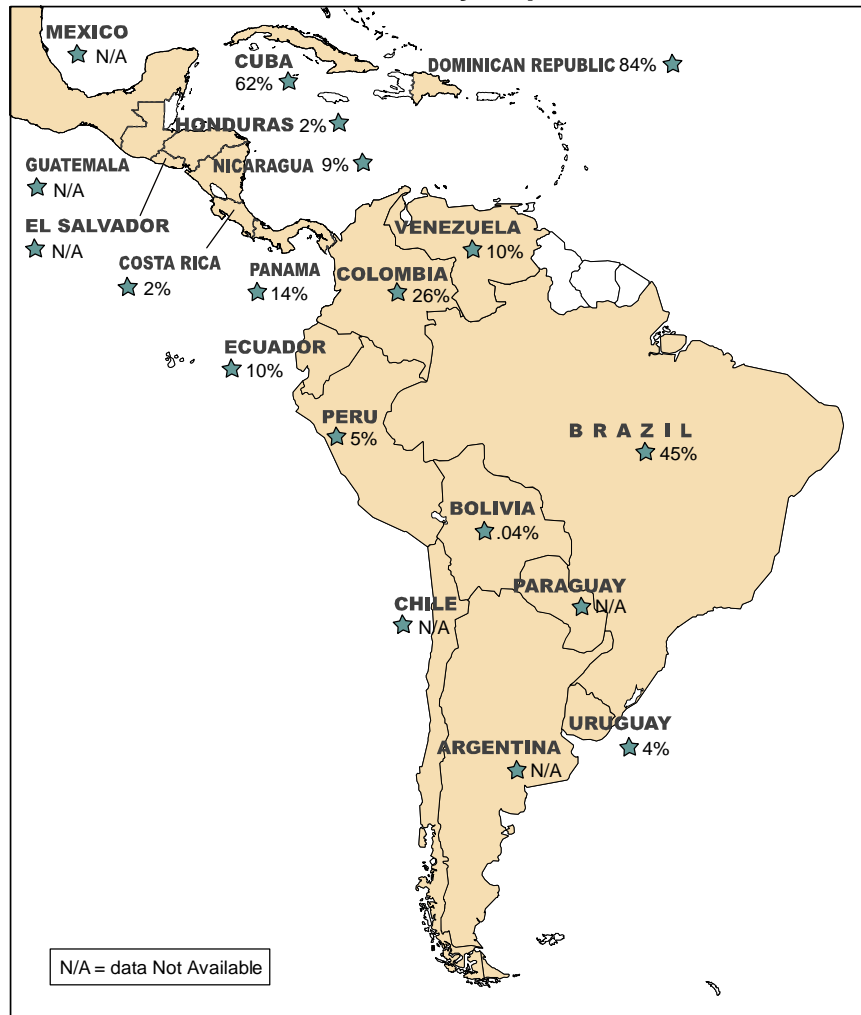 MEXICO
N/A
CUBA
62%
DOMINICAN REPUBLIC 84%
HONDURAS 2%
GUATEMALA
N/A
NICARAGUA 9%
EL SALVADOR
N/A
COSTA RICA
2%
PANAMA
14%
VENEZUELA
10%
COLOMBIA
26%
ECUADOR
10%
PERU
5%
B R A Z I L
45%
BOLIVIA
.04%
PARAGUAY
N/A
CHILE
N/A
URUGUAY
4%
ARGENTINA
N/A
N/A = data Not Available